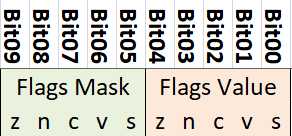 Bit09 Bit08 Bit07 Bit06 Bit05 Bit04 Bit03 Bit02 Bit01 Bit00
Flags Mask Flags Value
z n c v s z n c v s